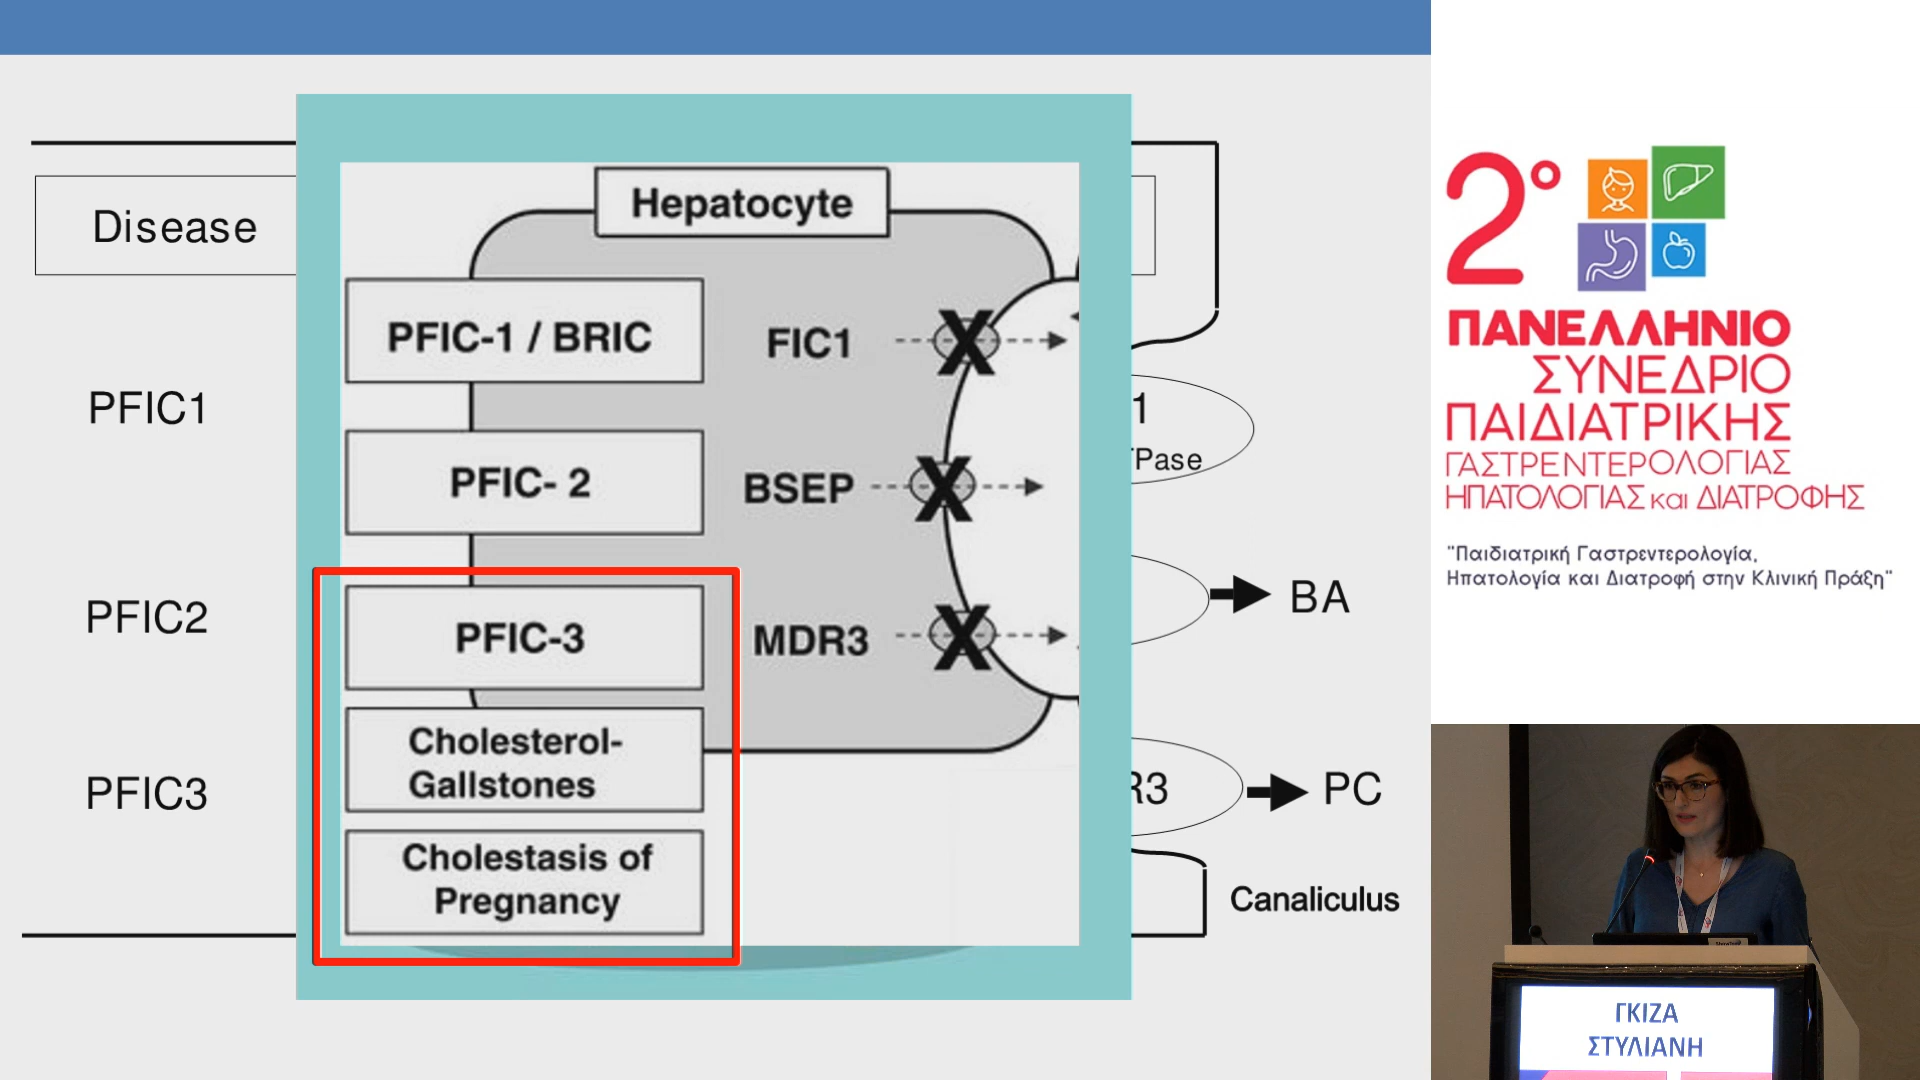 Disease
PFIC1
PFIC2
PFIC3
Hepatocyte
PFIC-1 / BRIC
FIC1
PFIC- 2
BSEP
PFIC-3
MDR3
Cholesterol-
Gallstones
Cholestasis of
Pregnancy
1
Pase
BA
R3
PC
Canaliculus
2°
ΠΑΝΕΛΛΗΝΙΟ
ΣΥΝΕΔΡΙΟ
ΠΑΙΔΙΑΤΡΙΚΗΣ
ΓΑΣΤΡΕΝΤΕΡΟΛΟΓΙΑΣ
ΗΠΑΤΟΛΟΓΙΑΣ και ΔΙΑΤΡΟΦΗΣ
"Παιδιατρική Γαστρεντερολογία,
Ηπατολογία και Διατροφή στην Κλινική Πράξη"
ΓΚΙΖΑ
ΣΤΥΛΙΑΝΗ